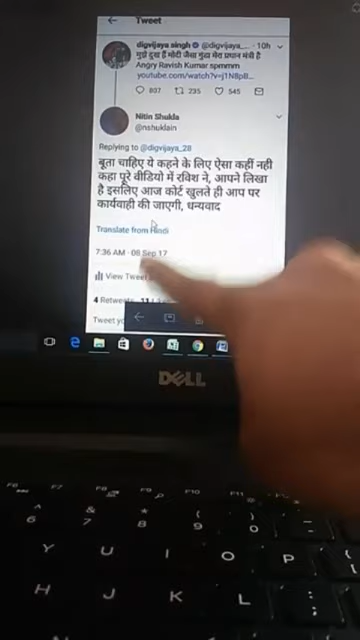 Tweet
digvijaya singh @digvijaya_... · 10h
मुझे दुख हैं मोदी जैसा गुंडा मेरा प्रधान मंत्री है
Angry Ravish Kumar spmmm
youtube.com/watch?v=j1N8pB...
807 235 545
Nitin Shukla
@nshuklain
Replying to @digvijaya_28
बूता चाहिए ये कहने के लिए ऐसा कहीं नही
कहा पूरे वीडियो में रविश ने, आपने लिखा
है इसलिए आज कोर्ट खुलते ही आप पर
कार्यवाही की जाएगी, धन्यवाद
Translate from Hindi
7:36 AM · 08 Sep 17
View Tweet
4 Retweets 11
Tweet
DELL
F6 F7 F8 F9 F10 F11
^ & * ( )
6 7 8 9 0
Y U I O P
H J K L